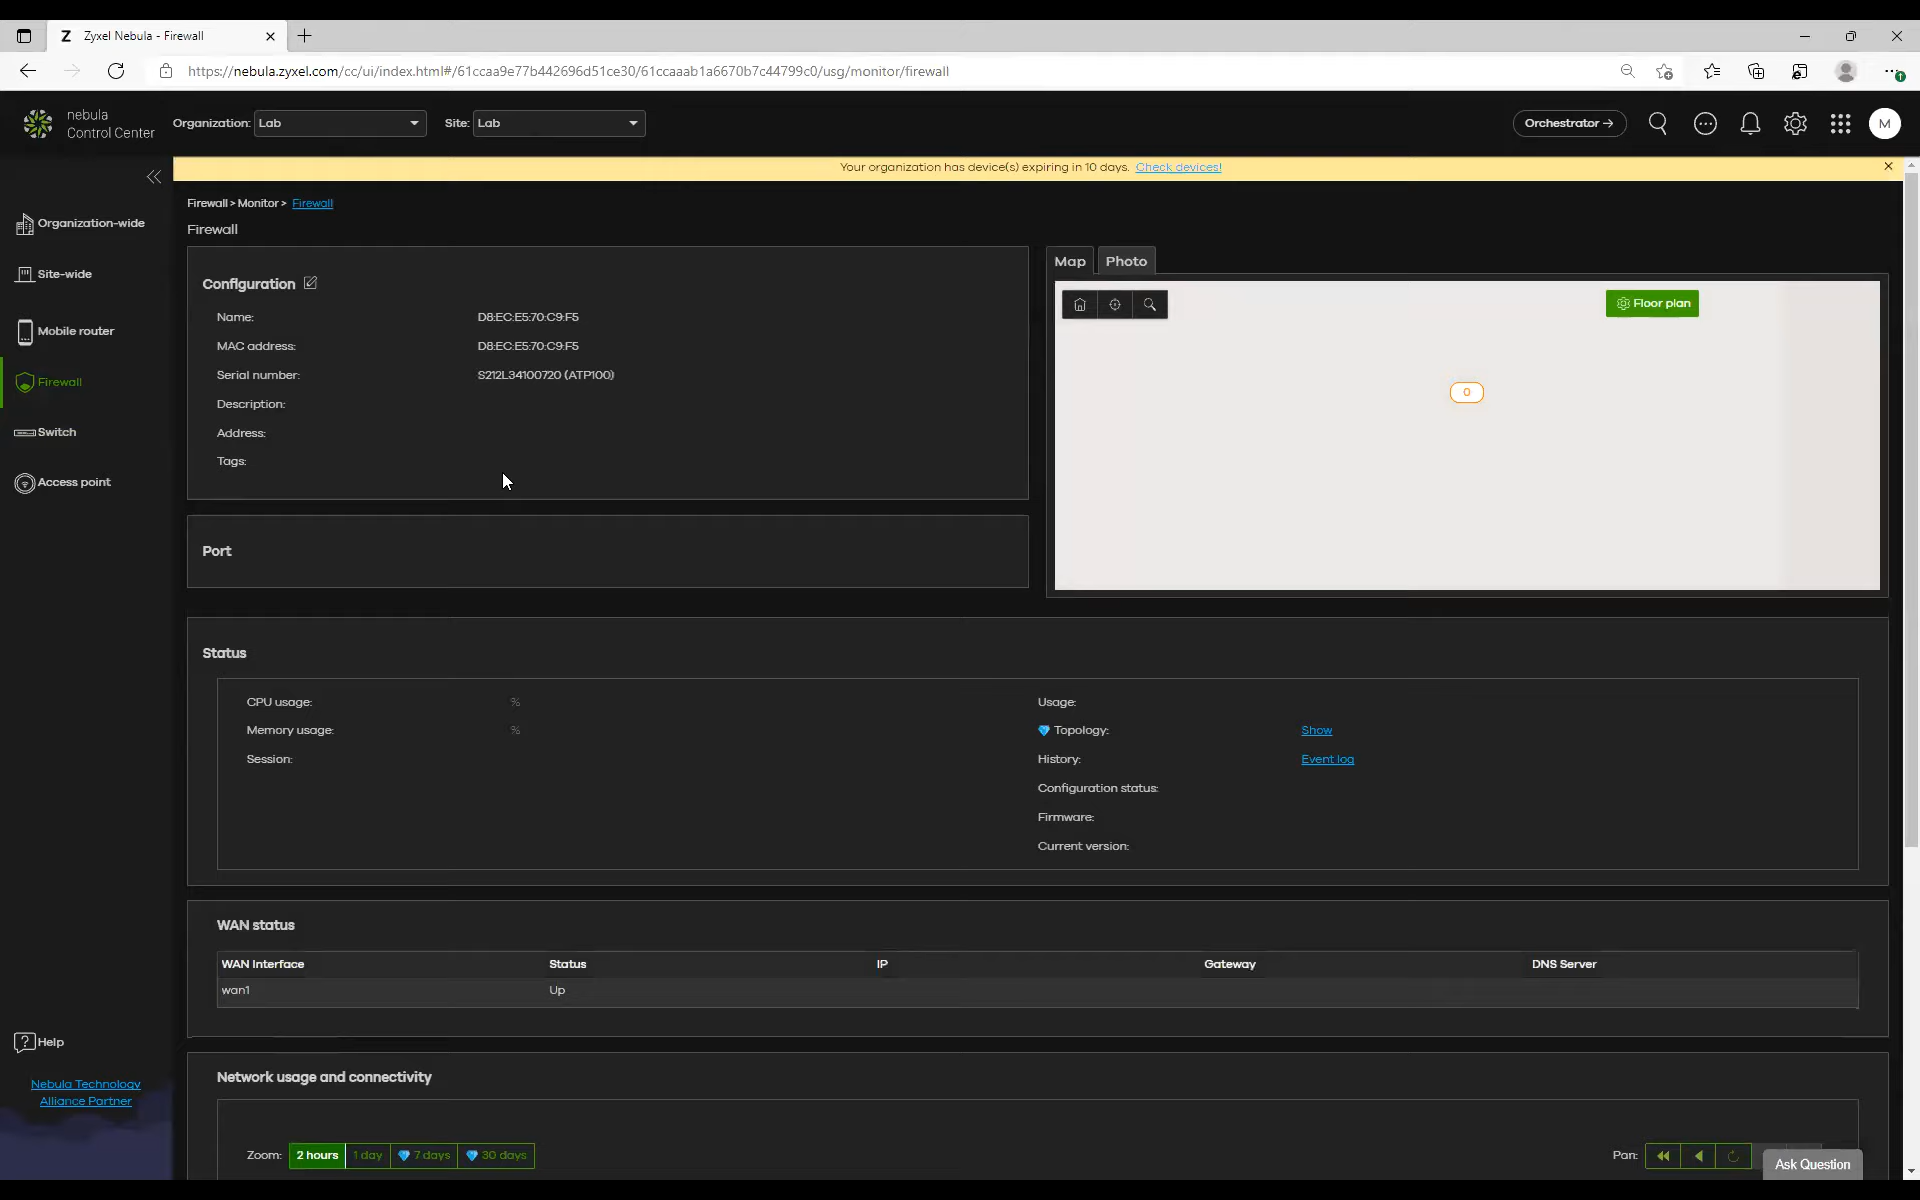 Zyxel Nebula - Firewall
https://nebula.zyxel.com/cc/ui/index.html#/61ccaa9e77b442696d51ce30/61ccaaab1a6670b7c44799c0/usg/monitor/firewall
nebula
Control Center
Organization: Lab
Site: Lab
Orchestrator →
M
Your organization has device(s) expiring in 10 days. Check devices!
Organization-wide
Site-wide
Mobile router
Firewall
Switch
Access point
Help
Nebula Technology
Alliance Partner
Firewall > Monitor > Firewall
Firewall
Configuration
Name: D8:EC:E5:70:C9:F5
MAC address: D8:EC:E5:70:C9:F5
Serial number: S212L34100720 (ATP100)
Description:
Address:
Tags:
Map Photo
Floor plan
0
Port
Status
CPU usage: %
Memory usage: %
Session:
Usage:
Topology: Show
History: Event log
Configuration status:
Firmware:
Current version:
WAN status
WAN Interface Status IP Gateway DNS Server
wan1 Up
Network usage and connectivity
Zoom: 2 hours 1 day 7 days 30 days
Pan:
Ask Question